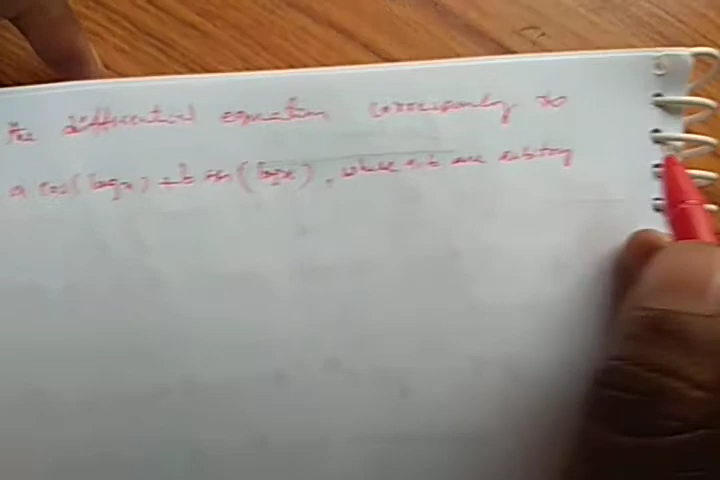 The differential equation corresponding to
a cos(logx) + b sin(logx), where a, b are arbitrary